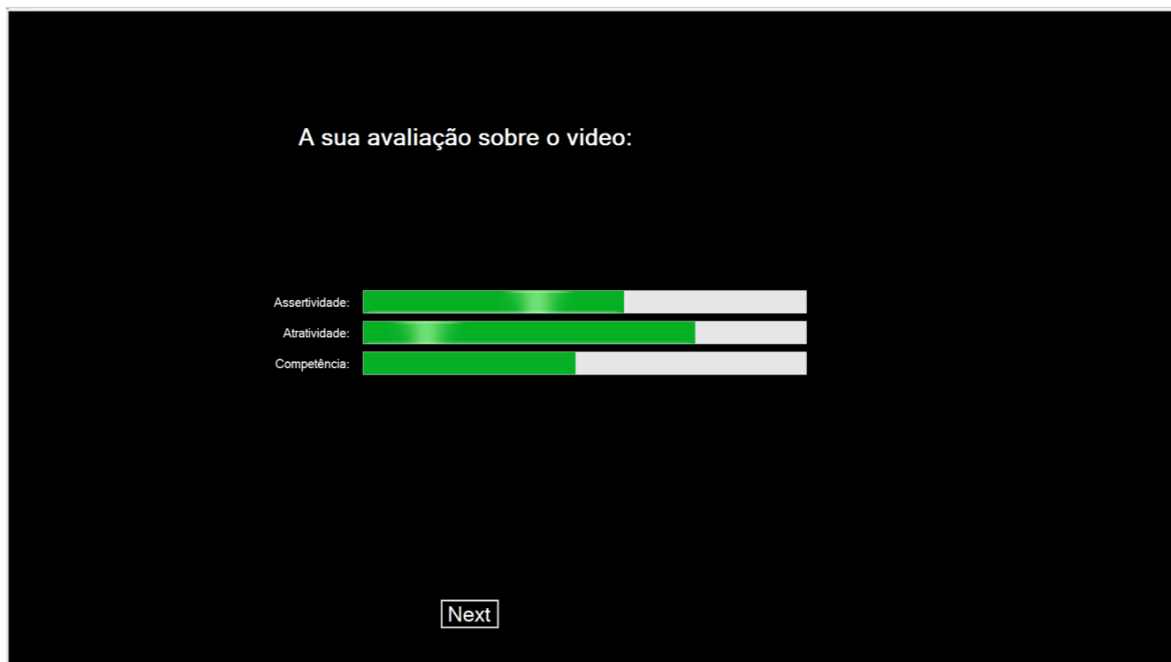 A sua avaliação sobre o video:
Assertividade:
Atratividade:
Competência:
Next